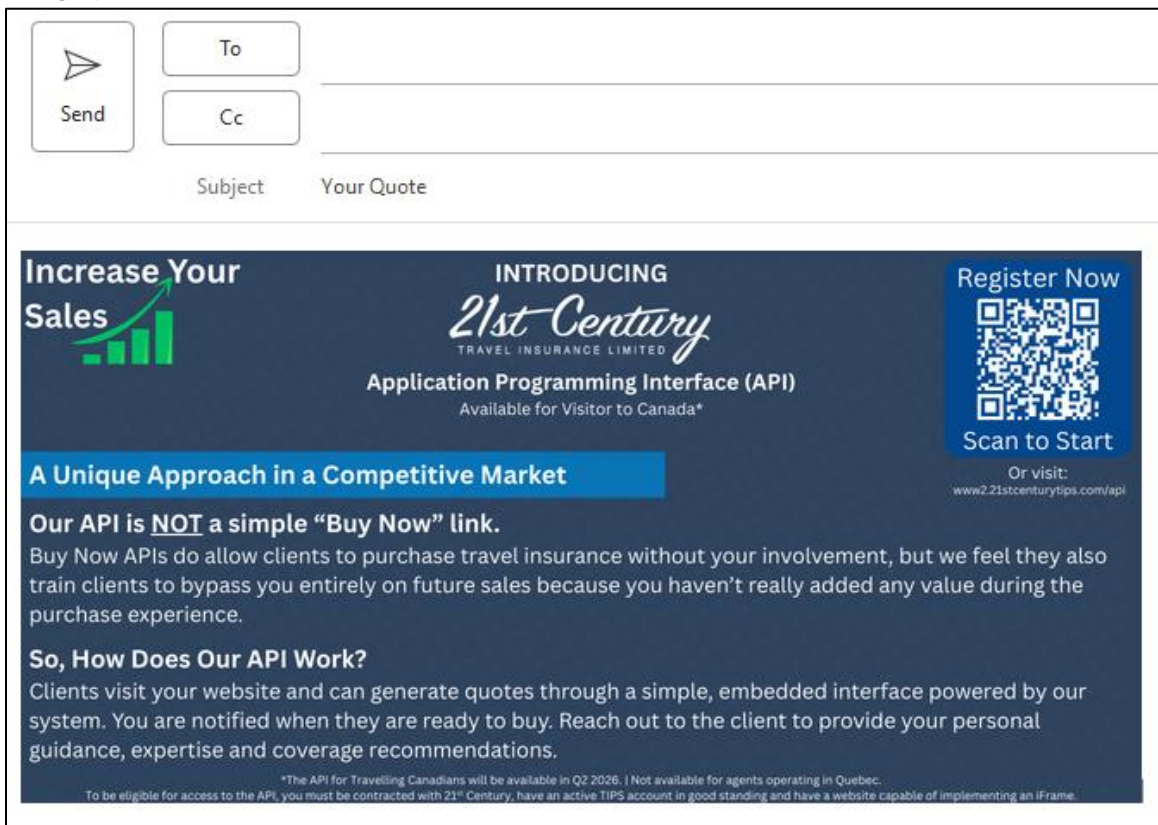 To
Send
Cc
Subject
Your Quote
Increase Your
Sales
INTRODUCING
21st Century
TRAVEL INSURANCE LIMITED
Application Programming Interface (API)
Available for Visitor to Canada*
Register Now
Scan to Start
Or visit:
www2.21stcenturytips.com/api
A Unique Approach in a Competitive Market
Our API is NOT a simple “Buy Now” link.
Buy Now APIs do allow clients to purchase travel insurance without your involvement, but we feel they also
train clients to bypass you entirely on future sales because you haven’t really added any value during the
purchase experience.
So, How Does Our API Work?
Clients visit your website and can generate quotes through a simple, embedded interface powered by our
system. You are notified when they are ready to buy. Reach out to the client to provide your personal
guidance, expertise and coverage recommendations.
*The API for Travelling Canadians will be available in Q2 2026. | Not available for agents operating in Quebec.
To be eligible for access to the API, you must be contracted with 21st Century, have an active TIPS account in good standing and have a website capable of implementing an iFrame.